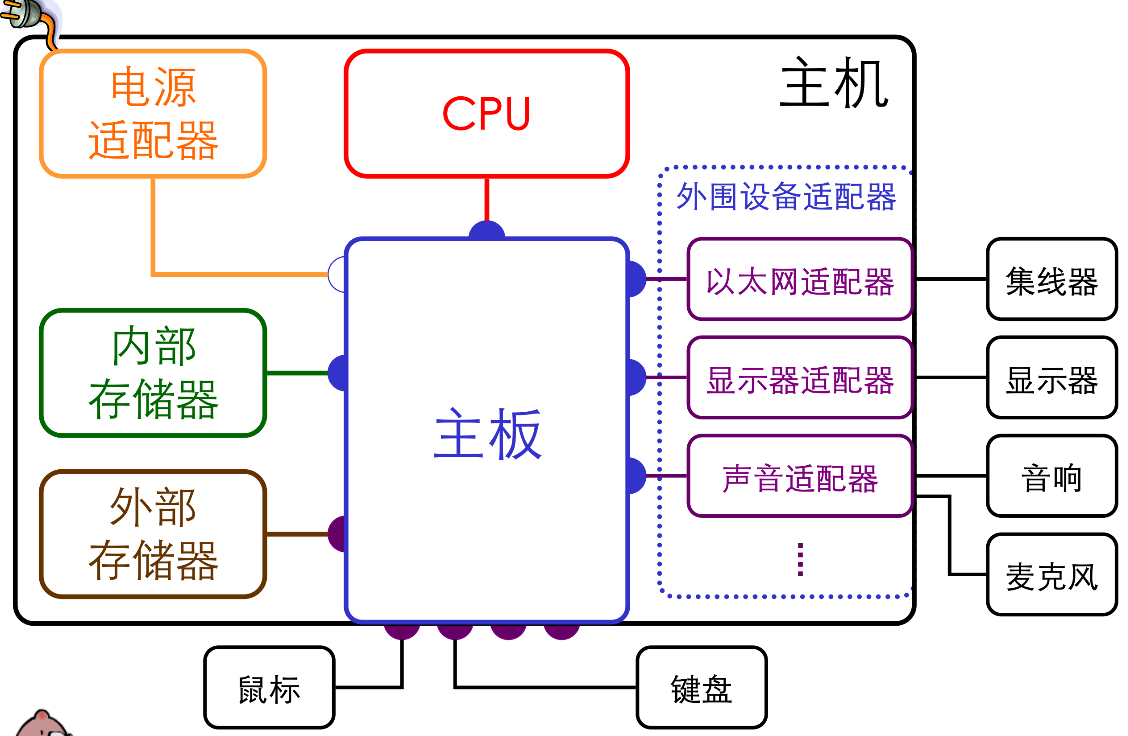 主机
电源
适配器
CPU
外围设备适配器
以太网适配器
集线器
内部
存储器
显示器适配器
显示器
主板
外部
存储器
声音适配器
音响
麦克风
鼠标
键盘